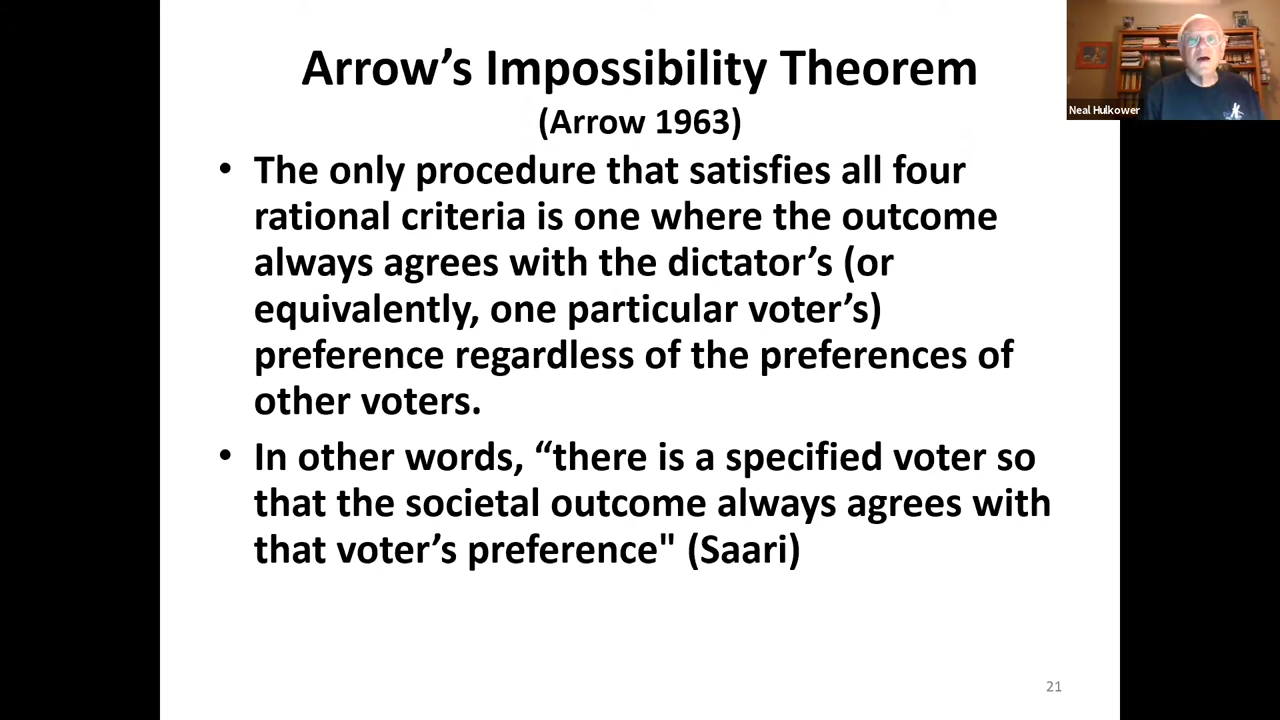 Arrow’s Impossibility Theorem
(Arrow 1963)
• The only procedure that satisfies all four
rational criteria is one where the outcome
always agrees with the dictator’s (or
equivalently, one particular voter’s)
preference regardless of the preferences of
other voters.
• In other words, “there is a specified voter so
that the societal outcome always agrees with
that voter’s preference" (Saari)
21
Neal Hulkower